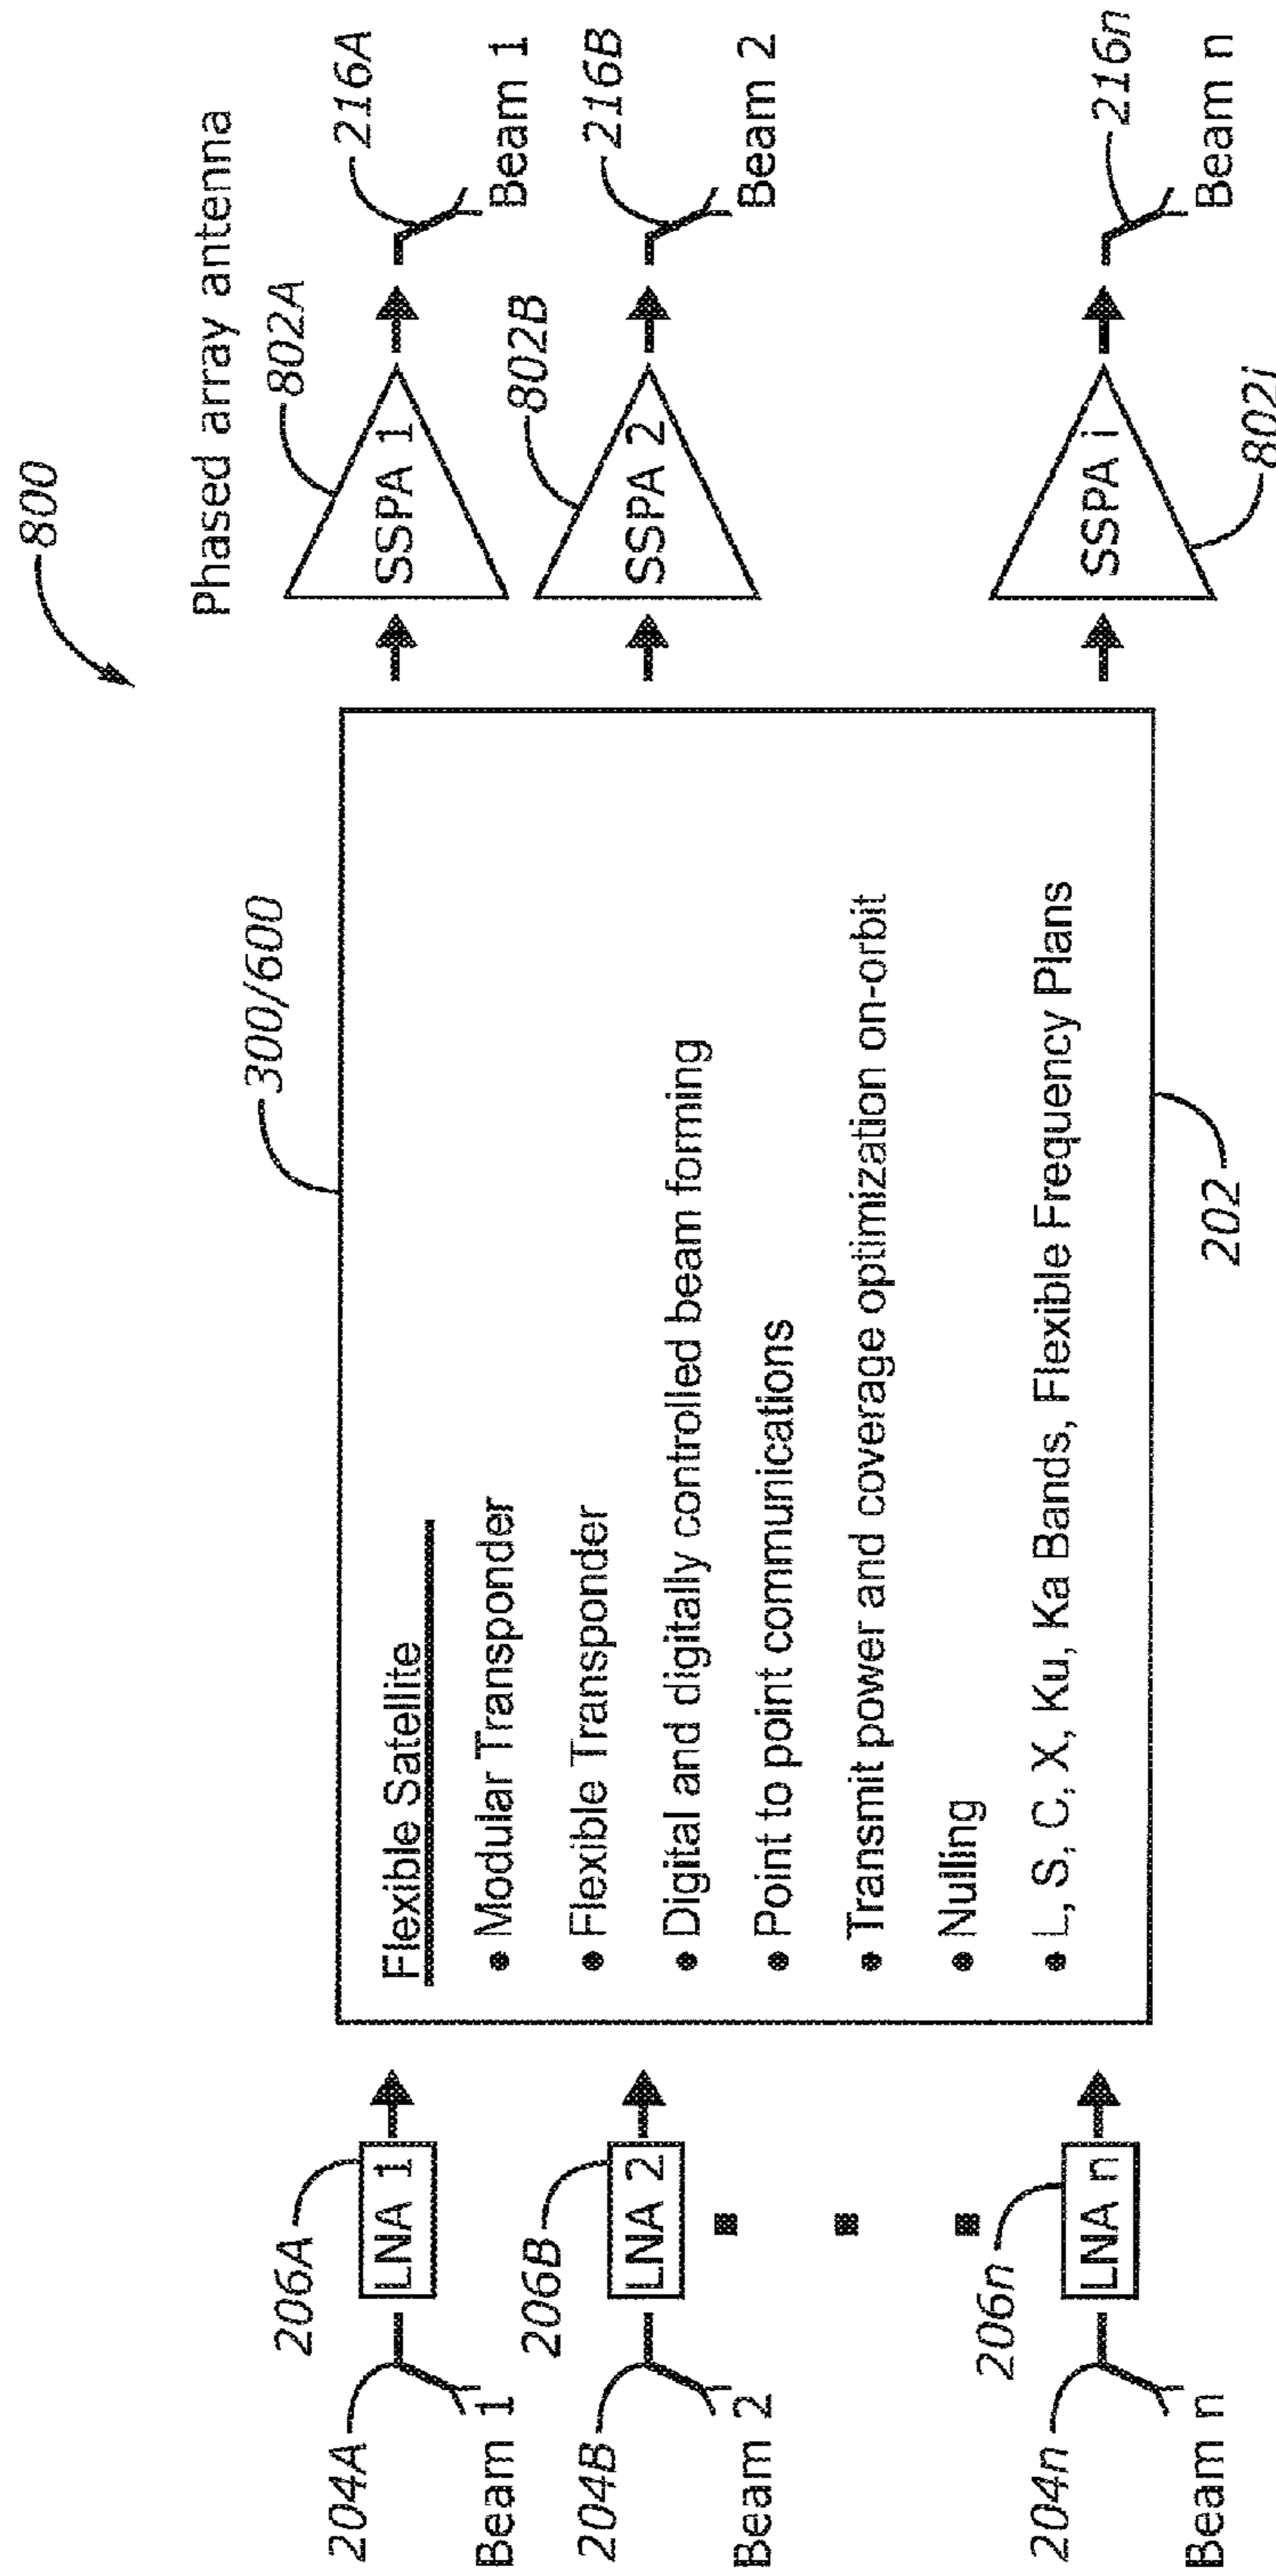 800
Phased array antenna
300/600
204A
206A
LNA 1
Beam 1
204B
206B
LNA 2
Beam 2
204n
206n
LNA n
Beam n
Flexible Satellite
• Modular Transponder
• Flexible Transponder
• Digital and digitally controlled beam forming
• Point to point communications
• Transmit power and coverage optimization on-orbit
• Nulling
• L, S, C, X, Ku, Ka Bands, Flexible Frequency Plans
202
802A
SSPA 1
216A
Beam 1
802B
SSPA 2
216B
Beam 2
SSPA i
802i
216n
Beam n